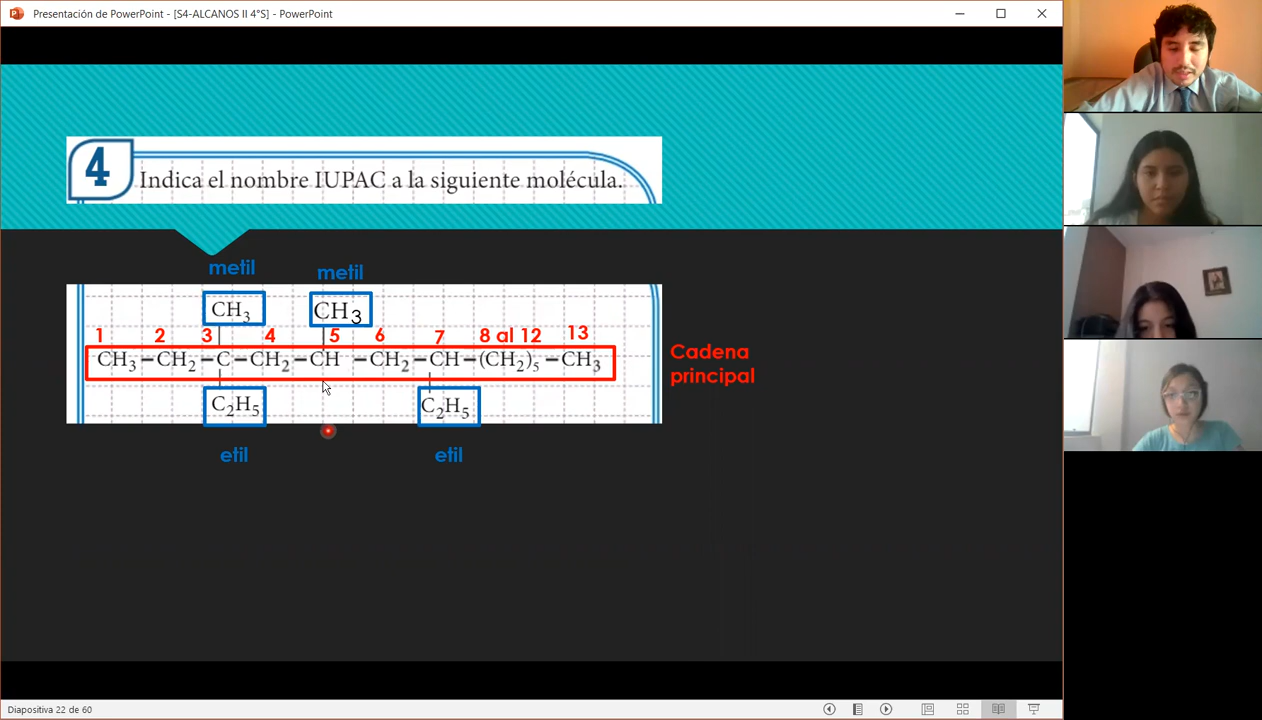 Presentación de PowerPoint - [S4-ALCANOS II 4°S] - PowerPoint
4
Indica el nombre IUPAC a la siguiente molécula.
metil
metil
CH₃
CH₃
1 2 3 4 5 6 7 8 al 12 13
CH₃–CH₂–C–CH₂–CH–CH₂–CH–(CH₂)₅–CH₃
Cadena
principal
C₂H₅
C₂H₅
etil
etil
Diapositiva 22 de 60